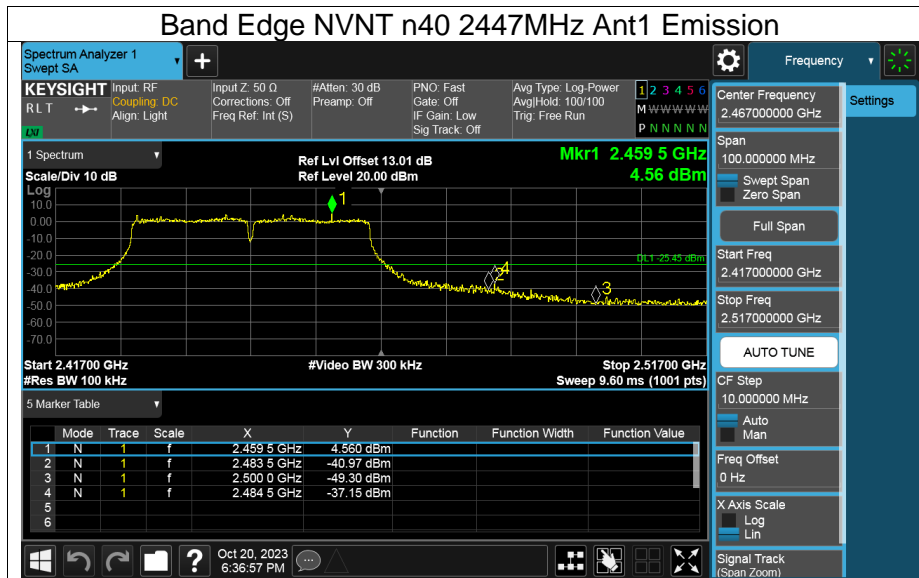 Band Edge NVNT n40 2447MHz Ant1 Emission
Spectrum Analyzer 1
Swept SA
+
Frequency
KEYSIGHT
R L T
LXI
Input: RF
Coupling: DC
Align: Light
Input Z: 50 Ω
Corrections: Off
Freq Ref: Int (S)
#Atten: 30 dB
Preamp: Off
PNO: Fast
Gate: Off
IF Gain: Low
Sig Track: Off
Avg Type: Log-Power
Avg|Hold: 100/100
Trig: Free Run
1 2 3 4 5 6
M W W W W W
P N N N N N
1 Spectrum
Scale/Div 10 dB
Ref Lvl Offset 13.01 dB
Ref Level 20.00 dBm
Mkr1 2.459 5 GHz
4.56 dBm
Log
10.0
0.00
-10.0
-20.0
-30.0
-40.0
-50.0
-60.0
-70.0
1
DL1 -25.45 dBm
4
2
3
Start 2.41700 GHz
#Res BW 100 kHz
#Video BW 300 kHz
Stop 2.51700 GHz
Sweep 9.60 ms (1001 pts)
5 Marker Table
Mode Trace Scale X Y Function Function Width Function Value
1 N 1 f 2.459 5 GHz 4.560 dBm
2 N 1 f 2.483 5 GHz -40.97 dBm
3 N 1 f 2.500 0 GHz -49.30 dBm
4 N 1 f 2.484 5 GHz -37.15 dBm
5
6
?
Oct 20, 2023
6:36:57 PM
Center Frequency
2.467000000 GHz
Settings
Span
100.000000 MHz
Swept Span
Zero Span
Full Span
Start Freq
2.417000000 GHz
Stop Freq
2.517000000 GHz
AUTO TUNE
CF Step
10.000000 MHz
Auto
Man
Freq Offset
0 Hz
X Axis Scale
Log
Lin
Signal Track
(Span Zoom)